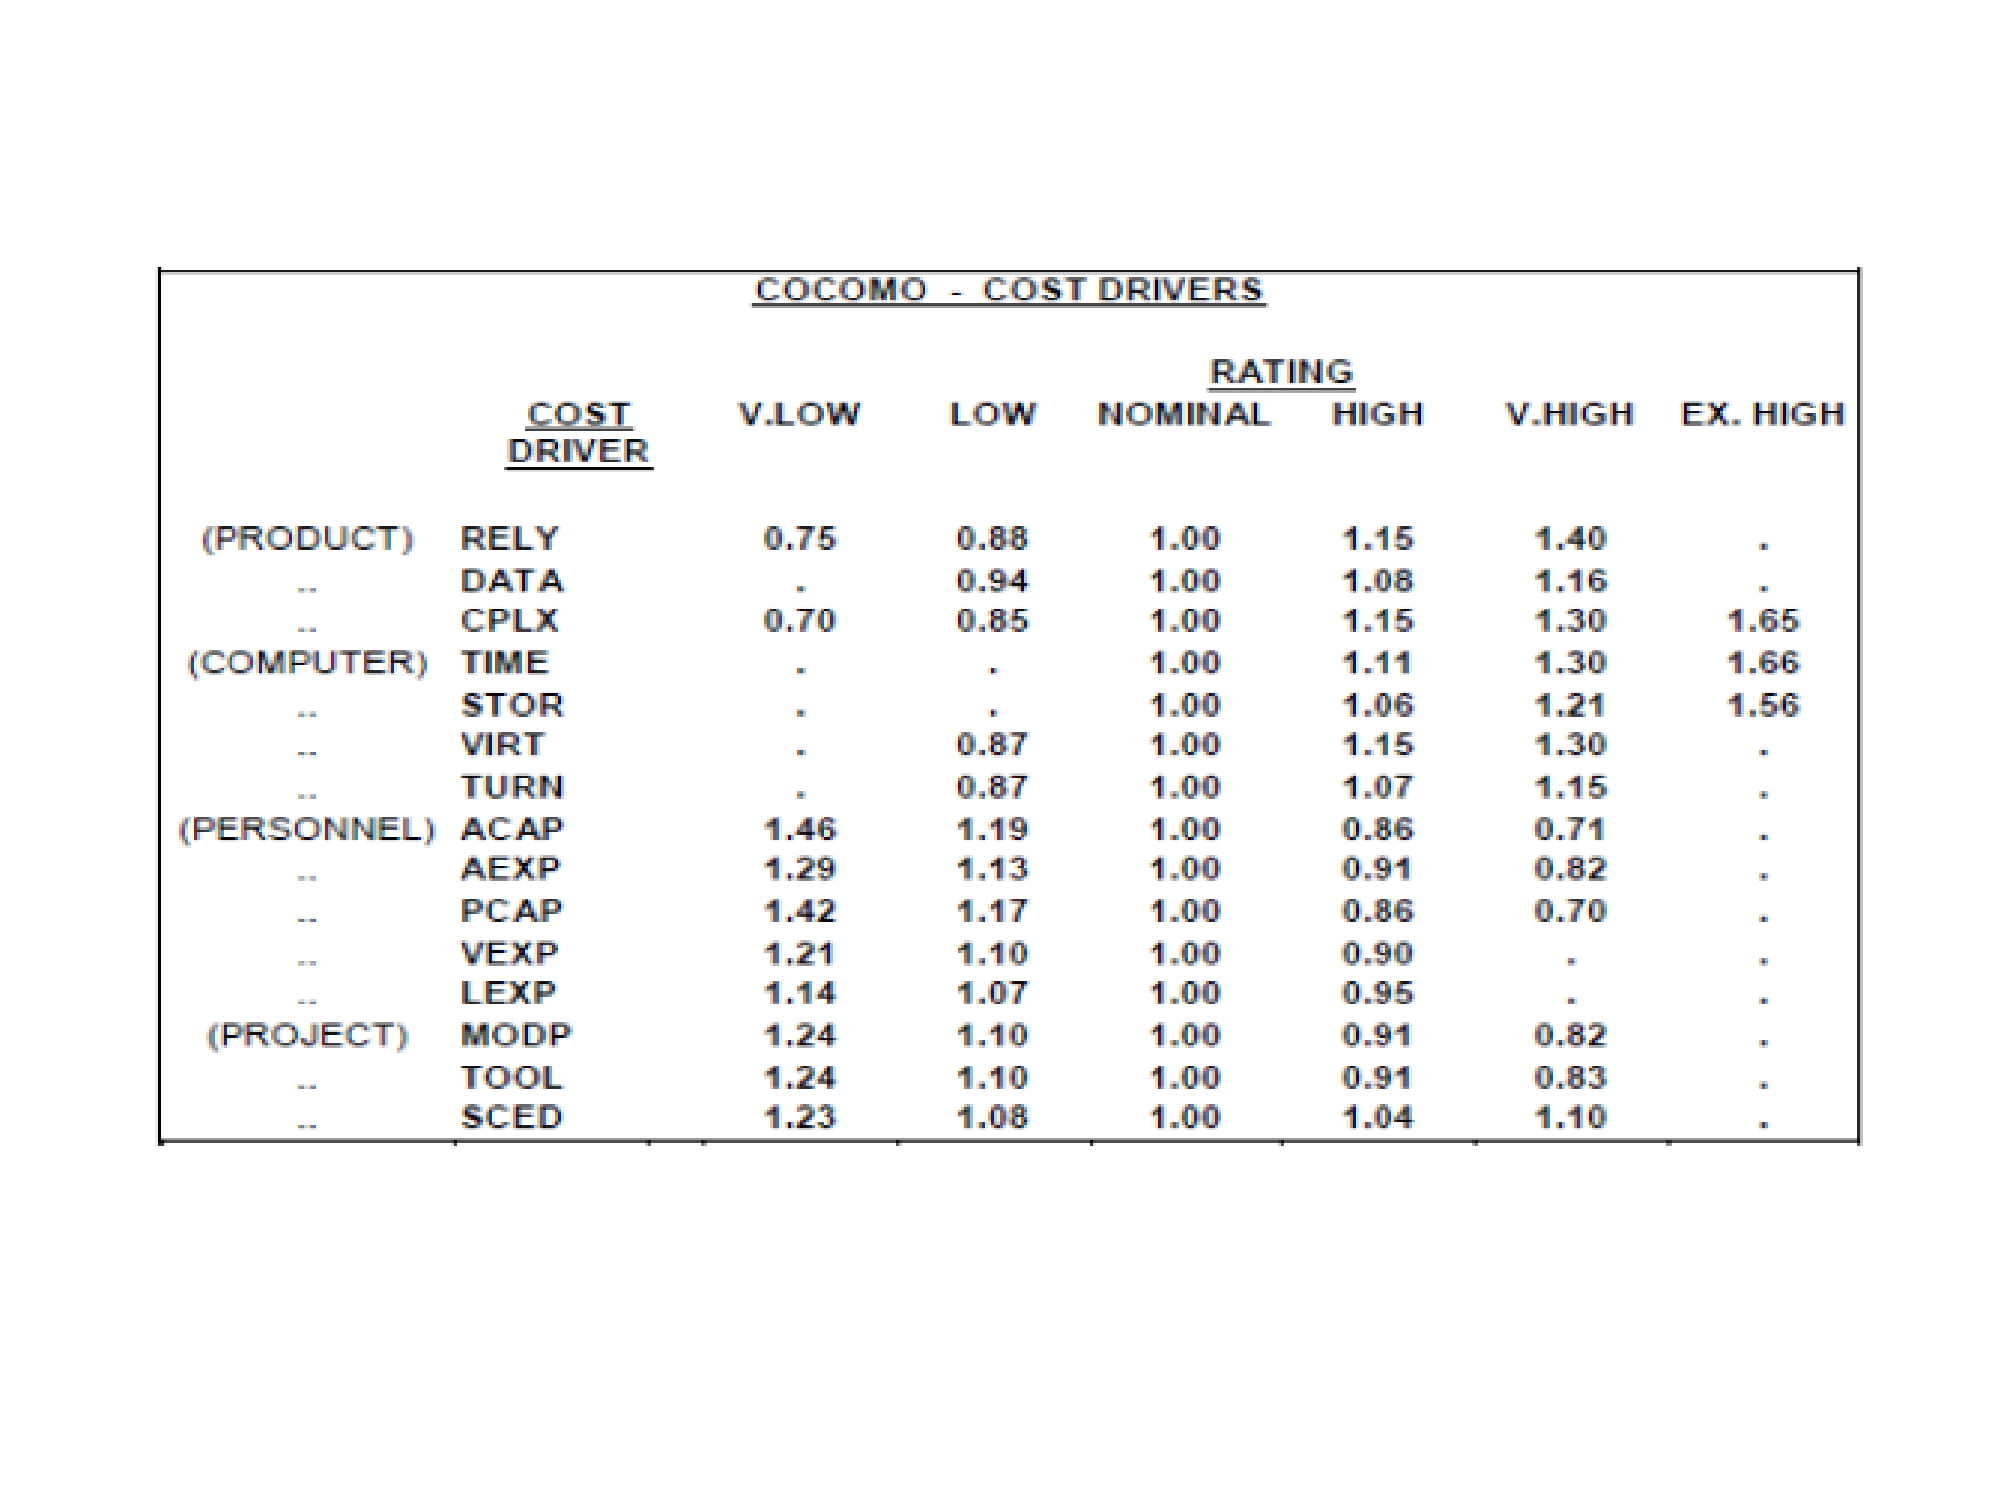 COCOMO - COST DRIVERS
RATING
COST V.LOW LOW NOMINAL HIGH V.HIGH EX. HIGH
DRIVER
(PRODUCT) RELY 0.75 0.88 1.00 1.15 1.40 .
.. DATA . 0.94 1.00 1.08 1.16 .
.. CPLX 0.70 0.85 1.00 1.15 1.30 1.65
(COMPUTER) TIME . . 1.00 1.11 1.30 1.66
.. STOR . . 1.00 1.06 1.21 1.56
.. VIRT . 0.87 1.00 1.15 1.30 .
.. TURN . 0.87 1.00 1.07 1.15 .
(PERSONNEL) ACAP 1.46 1.19 1.00 0.86 0.71 .
.. AEXP 1.29 1.13 1.00 0.91 0.82 .
.. PCAP 1.42 1.17 1.00 0.86 0.70 .
.. VEXP 1.21 1.10 1.00 0.90 . .
.. LEXP 1.14 1.07 1.00 0.95 . .
(PROJECT) MODP 1.24 1.10 1.00 0.91 0.82 .
.. TOOL 1.24 1.10 1.00 0.91 0.83 .
.. SCED 1.23 1.08 1.00 1.04 1.10 .